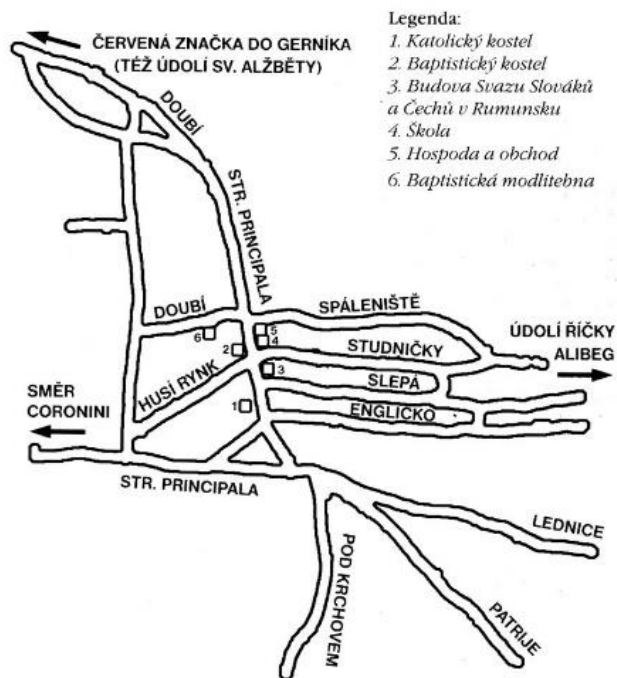 Legenda:
1. Katolický kostel
2. Baptistický kostel
3. Budova Svazu Slováků
a Čechů v Rumunsku
4. Škola
5. Hospoda a obchod
6. Baptistická modlitebna
ČERVENÁ ZNAČKA DO GERNÍKA
(TÉŽ ÚDOLÍ SV. ALŽBĚTY)
DOUBÍ
STR. PRINCIPALA
DOUBÍ
SPÁLENIŠTĚ
ÚDOLÍ ŘÍČKY
ALIBEG
5
6
4
2
STUDNIČKY
3
SLEPÁ
HUSÍ RYNK
SMĚR
CORONINI
1
ENGLIČKO
STR. PRINCIPALA
LEDNICE
POD KRCHOVEM
PATRIJE